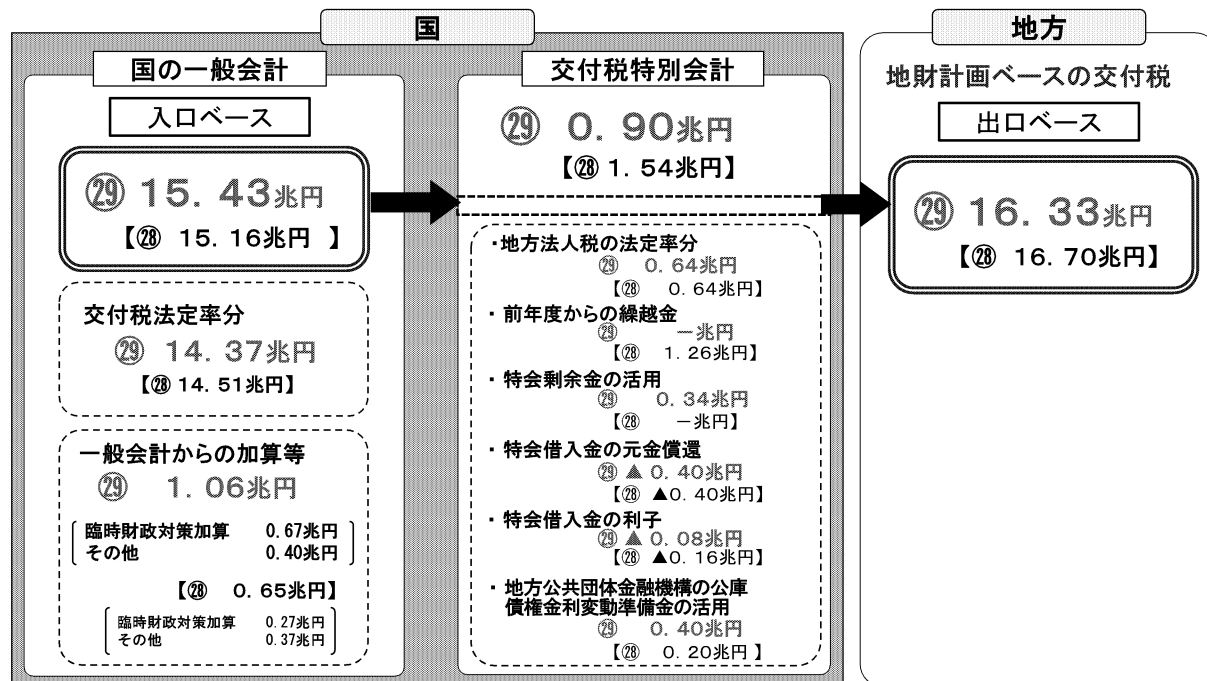 国
国の一般会計
入口ベース
㉙ 15.43兆円
【㉘ 15.16兆円 】
交付税法定率分
㉙ 14.37兆円
【㉘ 14.51兆円】
一般会計からの加算等
㉙ 1.06兆円
臨時財政対策加算 0.67兆円
その他 0.40兆円
【㉘ 0.65兆円】
臨時財政対策加算 0.27兆円
その他 0.37兆円
交付税特別会計
㉙ 0.90兆円
【㉘ 1.54兆円】
・地方法人税の法定率分
㉙ 0.64兆円
【㉘ 0.64兆円】
・前年度からの繰越金
㉙ －兆円
【㉘ 1.26兆円】
・特会剰余金の活用
㉙ 0.34兆円
【㉘ －兆円】
・特会借入金の元金償還
㉙ ▲ 0.40兆円
【㉘ ▲0.40兆円】
・特会借入金の利子
㉙ ▲ 0.08兆円
【㉘ ▲0.16兆円】
・地方公共団体金融機構の公庫
債権金利変動準備金の活用
㉙ 0.40兆円
【㉘ 0.20兆円 】
地方
地財計画ベースの交付税
出口ベース
㉙ 16.33兆円
【㉘ 16.70兆円】